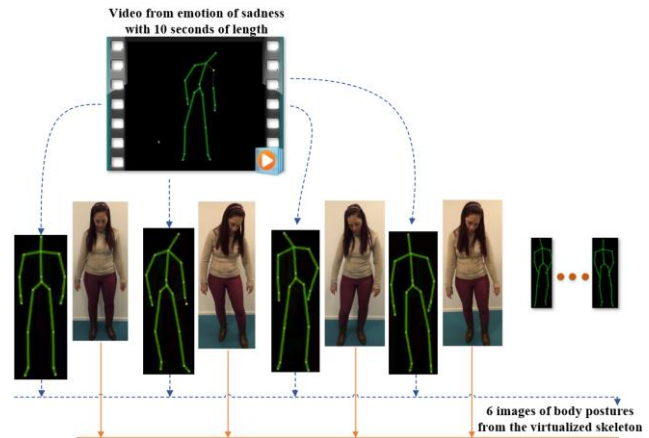 Video from emotion of sadness
with 10 seconds of length
6 images of body postures
from the virtualized skeleton